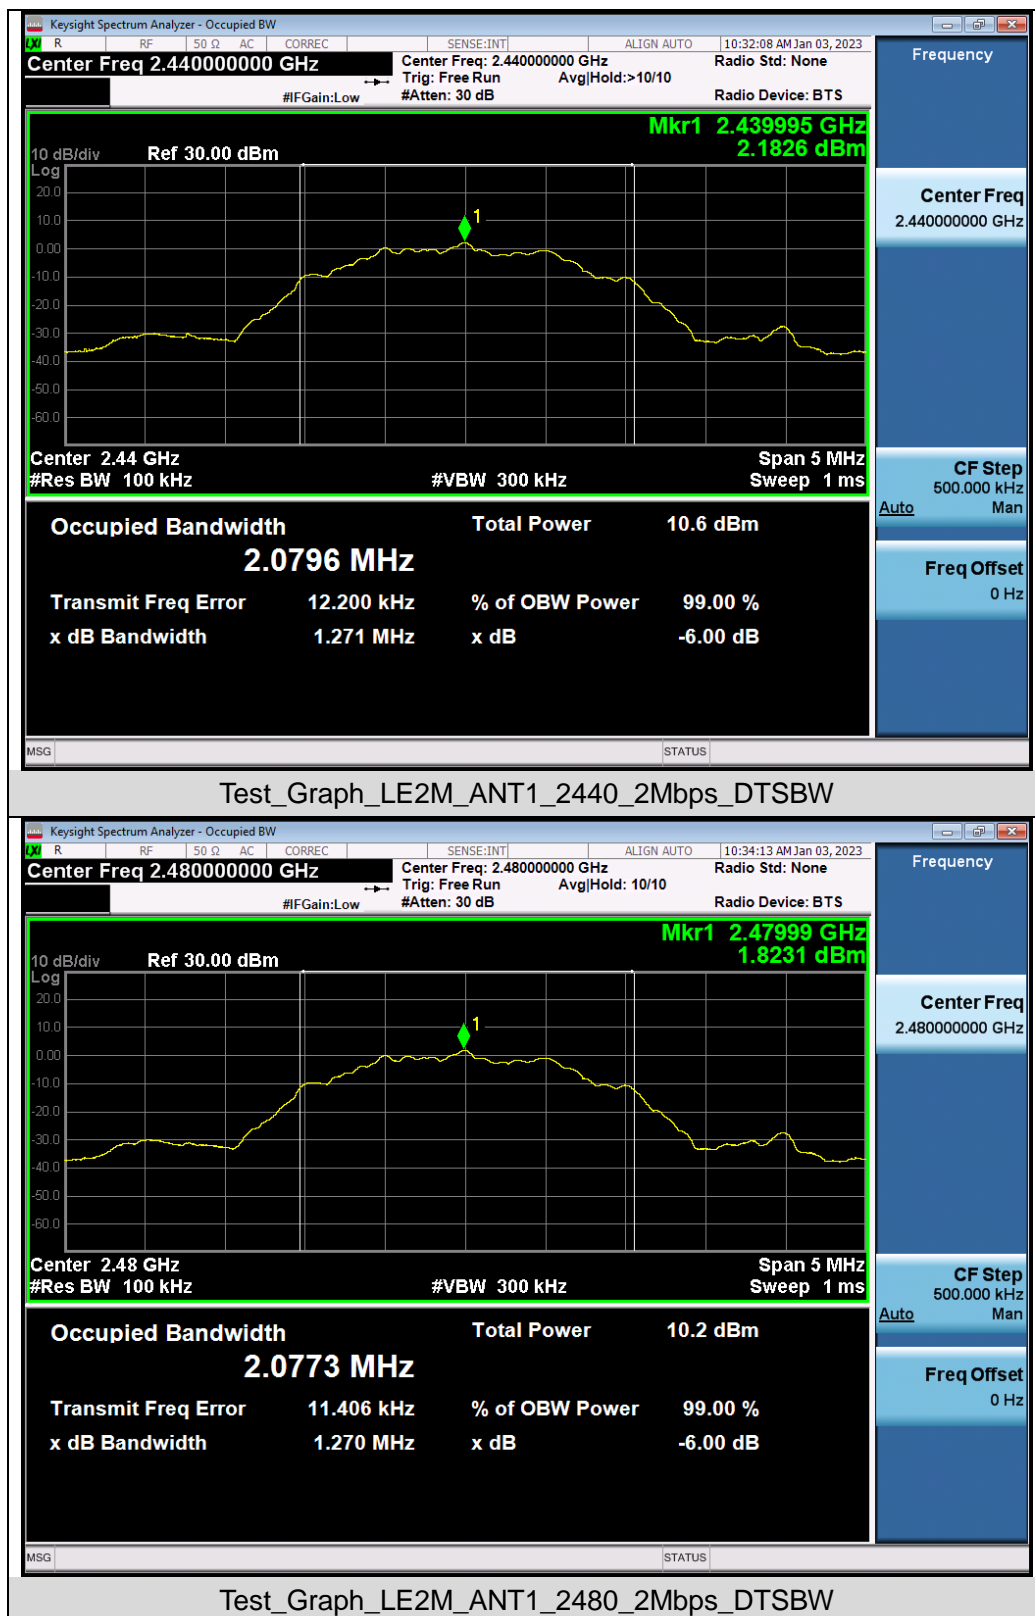 Keysight Spectrum Analyzer - Occupied BW
LXI R RF 50 Ω AC CORREC SENSE:INT ALIGN AUTO 10:32:08 AM Jan 03, 2023
Center Freq 2.440000000 GHz Center Freq: 2.440000000 GHz Radio Std: None
Trig: Free Run Avg|Hold:>10/10
#IFGain:Low #Atten: 30 dB Radio Device: BTS
Frequency
Mkr1 2.439995 GHz
2.1826 dBm
10 dB/div Ref 30.00 dBm
Log
20.0
10.0
0.00
-10.0
-20.0
-30.0
-40.0
-50.0
-60.0
1
Center Freq
2.440000000 GHz
Center 2.44 GHz Span 5 MHz
#Res BW 100 kHz #VBW 300 kHz Sweep 1 ms
CF Step
500.000 kHz
Auto Man
Freq Offset
0 Hz
Occupied Bandwidth Total Power 10.6 dBm
2.0796 MHz
Transmit Freq Error 12.200 kHz % of OBW Power 99.00 %
x dB Bandwidth 1.271 MHz x dB -6.00 dB
MSG STATUS
Test_Graph_LE2M_ANT1_2440_2Mbps_DTSBW
Keysight Spectrum Analyzer - Occupied BW
LXI R RF 50 Ω AC CORREC SENSE:INT ALIGN AUTO 10:34:13 AM Jan 03, 2023
Center Freq 2.480000000 GHz Center Freq: 2.480000000 GHz Radio Std: None
Trig: Free Run Avg|Hold: 10/10
#IFGain:Low #Atten: 30 dB Radio Device: BTS
Frequency
Mkr1 2.47999 GHz
1.8231 dBm
10 dB/div Ref 30.00 dBm
Log
20.0
10.0
0.00
-10.0
-20.0
-30.0
-40.0
-50.0
-60.0
1
Center Freq
2.480000000 GHz
Center 2.48 GHz Span 5 MHz
#Res BW 100 kHz #VBW 300 kHz Sweep 1 ms
CF Step
500.000 kHz
Auto Man
Freq Offset
0 Hz
Occupied Bandwidth Total Power 10.2 dBm
2.0773 MHz
Transmit Freq Error 11.406 kHz % of OBW Power 99.00 %
x dB Bandwidth 1.270 MHz x dB -6.00 dB
MSG STATUS
Test_Graph_LE2M_ANT1_2480_2Mbps_DTSBW